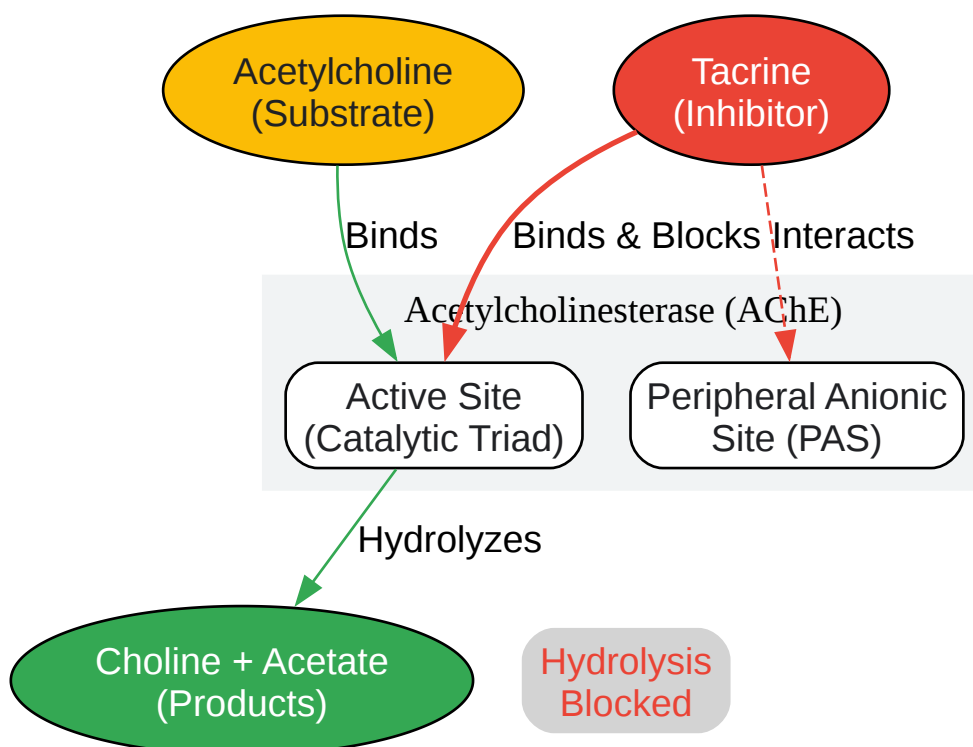 Acetylcholine
(Substrate)
Tacrine
(Inhibitor)
Binds
Binds & Blocks
Interacts
Acetylcholinesterase (AChE)
Active Site
(Catalytic Triad)
Peripheral Anionic
Site (PAS)
Hydrolyzes
Choline + Acetate
(Products)
Hydrolysis
Blocked